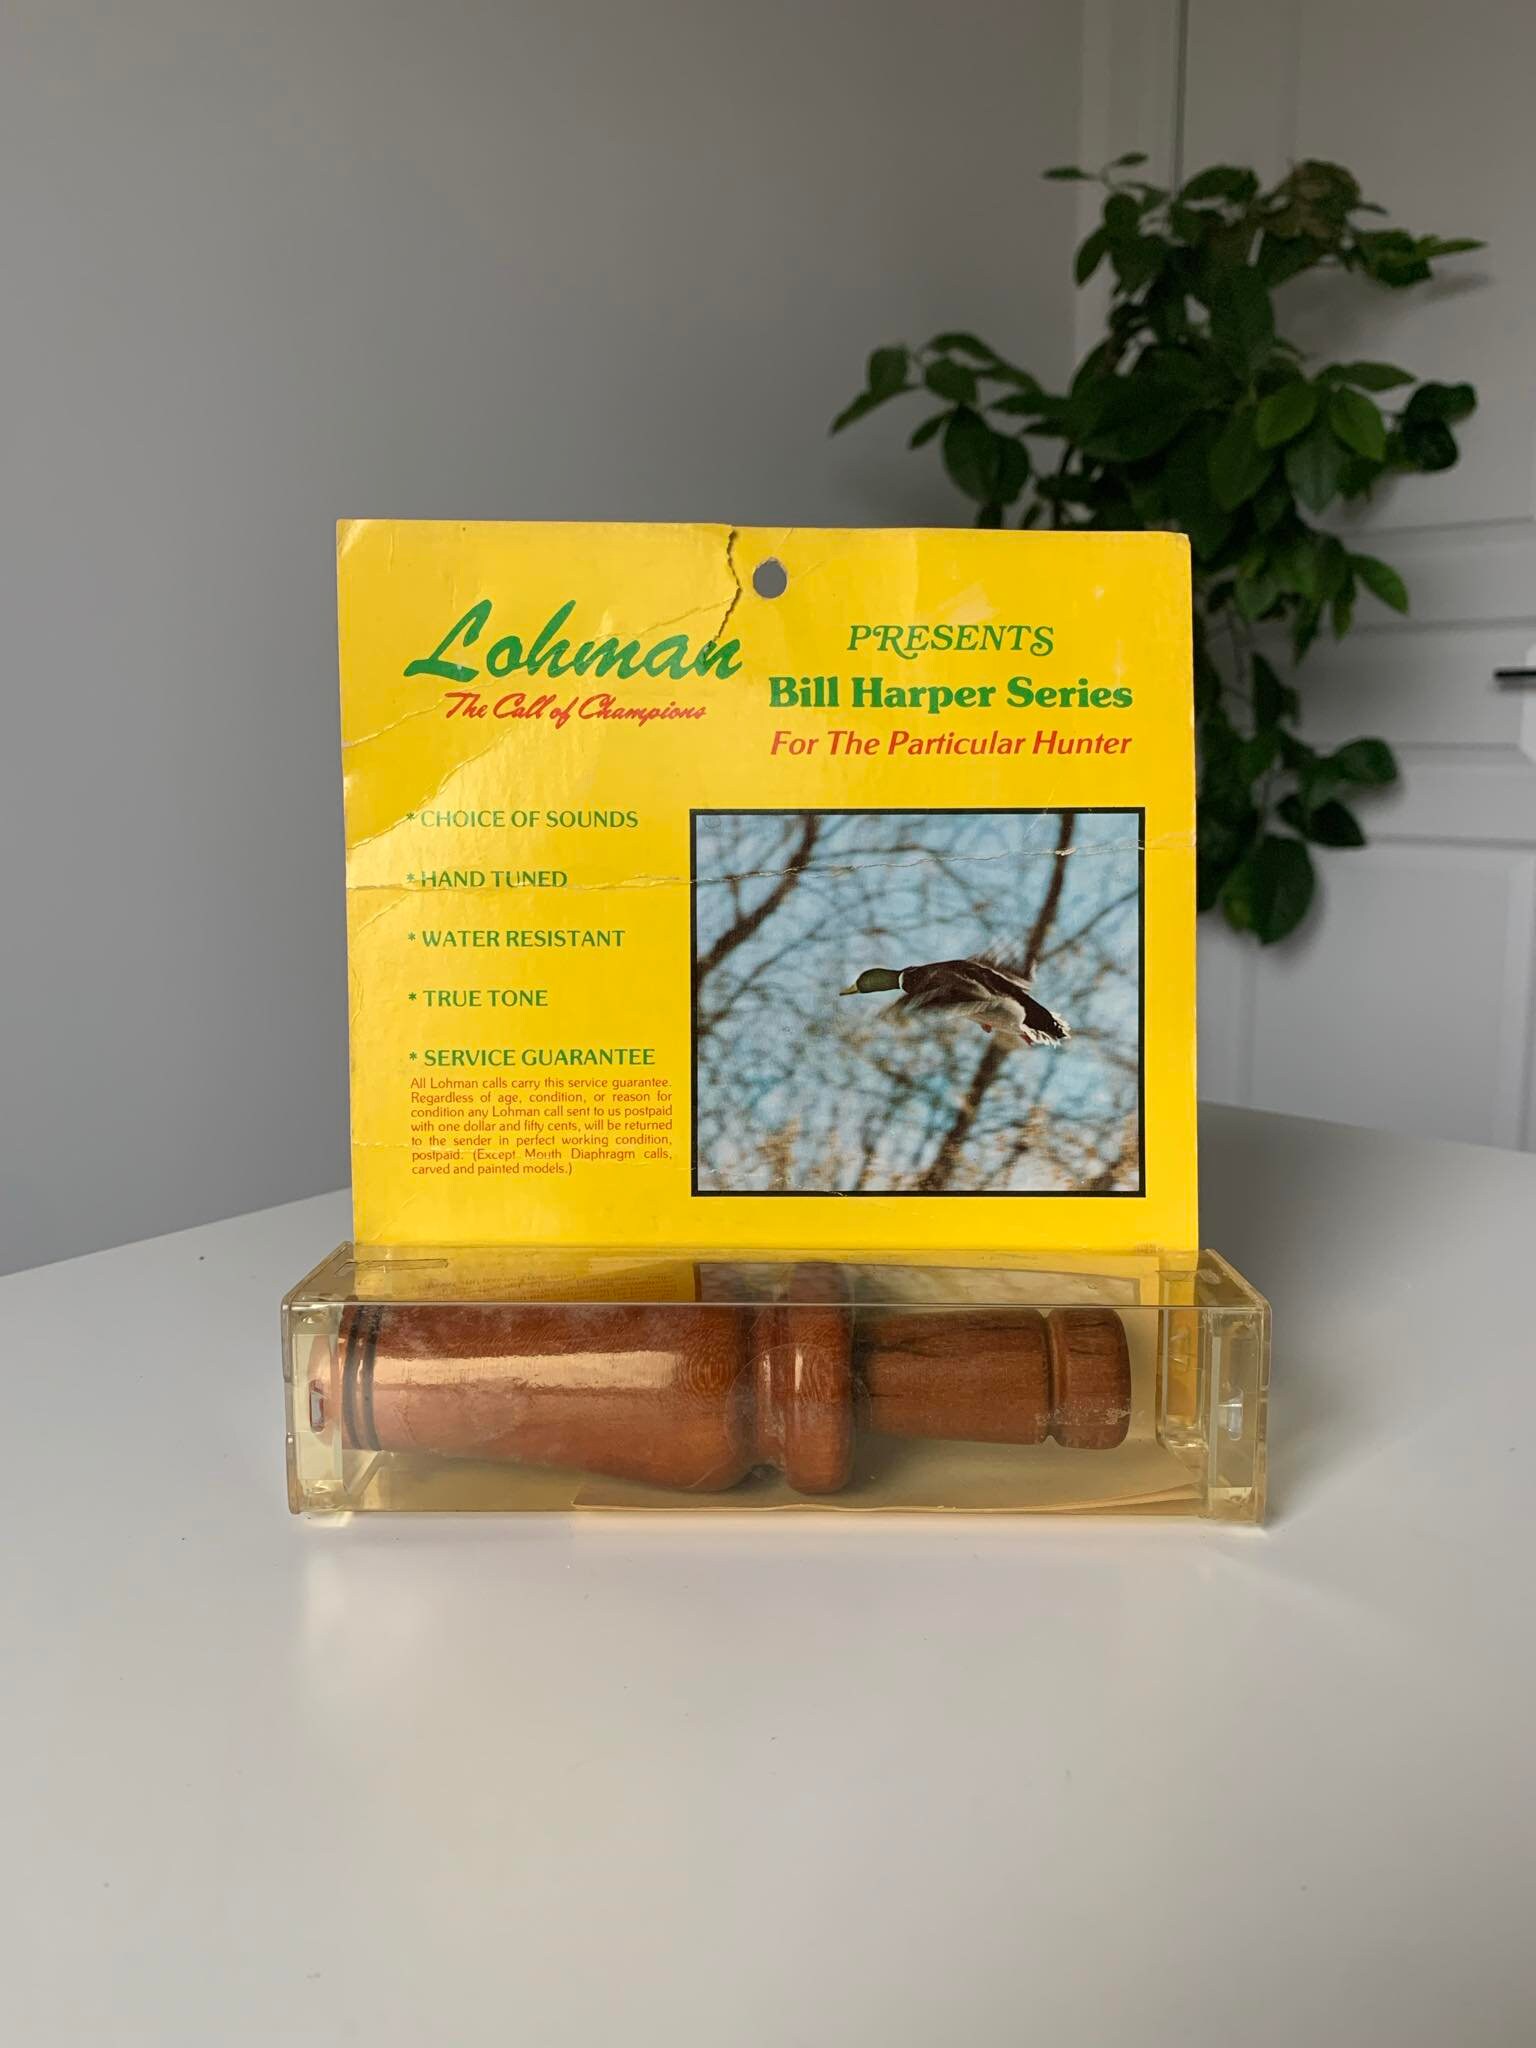 Lohman
The Call of Champions
PRESENTS
Bill Harper Series
For The Particular Hunter
* CHOICE OF SOUNDS
* HAND TUNED
* WATER RESISTANT
* TRUE TONE
* SERVICE GUARANTEE
All Lohman calls carry this service guarantee.
Regardless of age, condition, or reason for
condition any Lohman call sent to us postpaid
with one dollar and fifty cents, will be returned
to the sender in perfect working condition,
postpaid. (Except Mouth Diaphragm calls,
carved and painted models.)